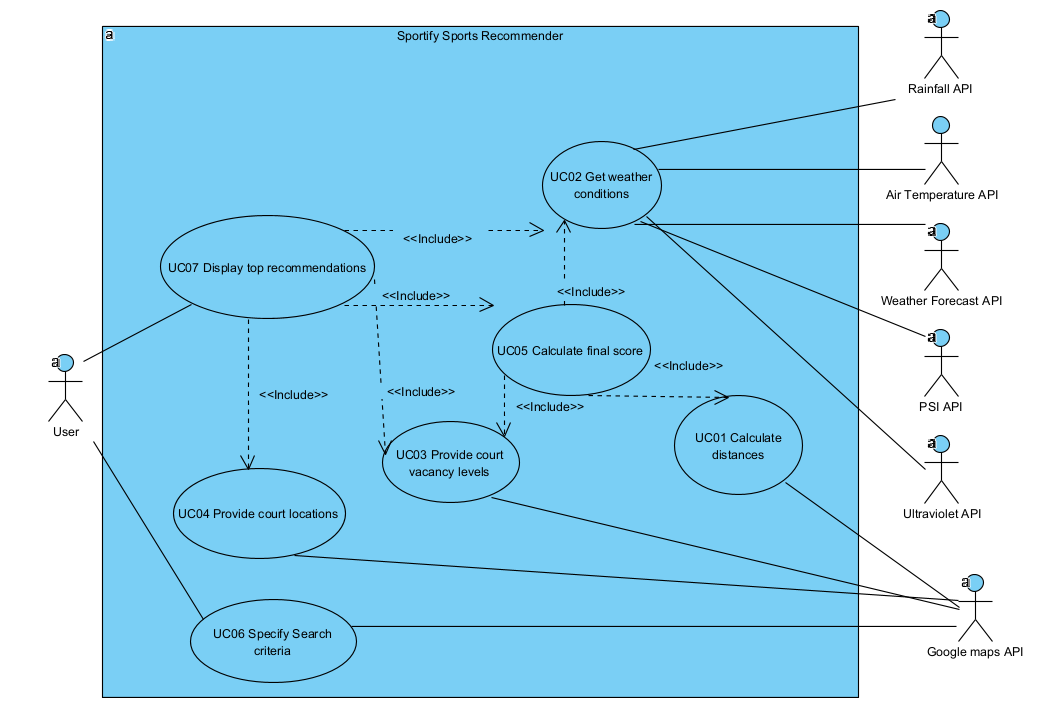 a
Sportify Sports Recommender
a
Rainfall API
Air Temperature API
UC02 Get weather
conditions
a
Weather Forecast API
<<Include>>
UC07 Display top recommendations
<<Include>>
<<Include>>
a
PSI API
UC05 Calculate final score
a
User
<<Include>>
<<Include>>
<<Include>>
<<Include>>
UC01 Calculate
distances
a
Ultraviolet API
UC03 Provide court
vacancy levels
UC04 Provide court locations
a
Google maps API
UC06 Specify Search
criteria